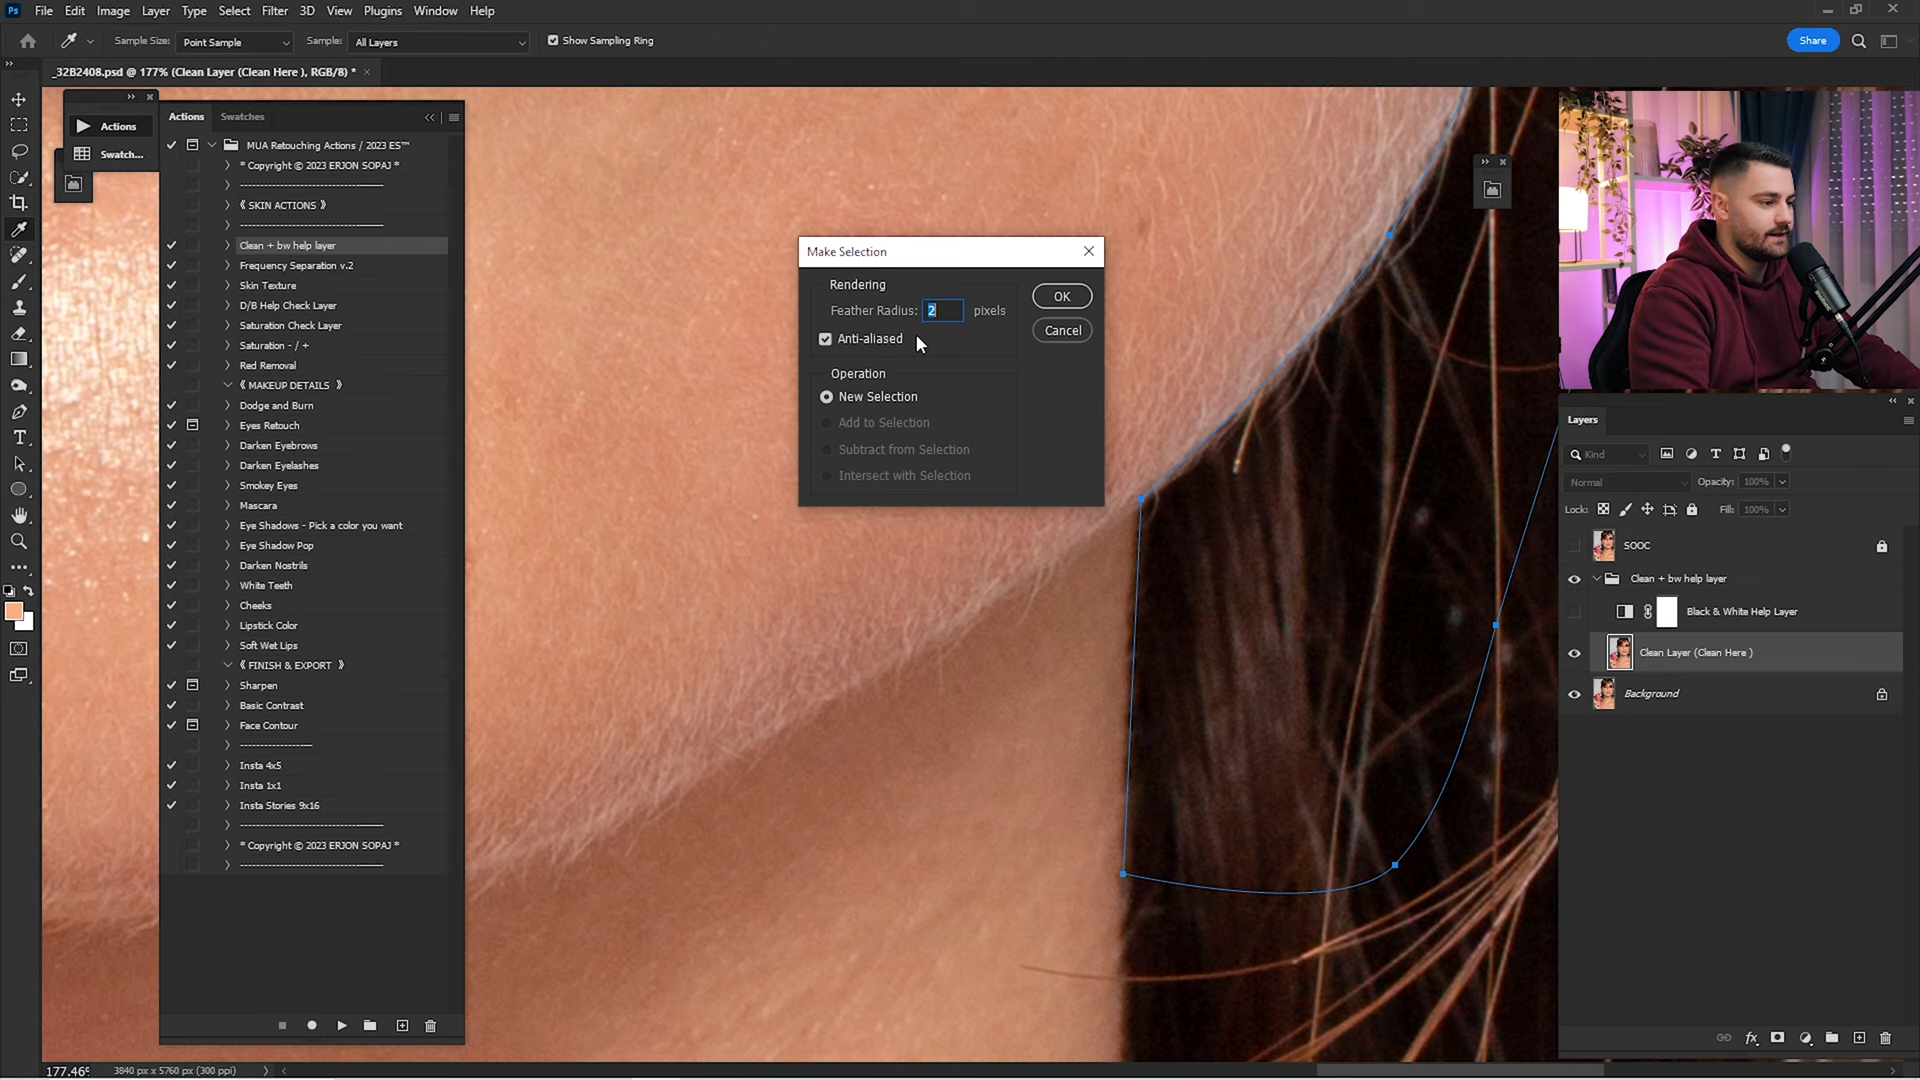 Ps File Edit Image Layer Type Select Filter 3D View Plugins Window Help
Sample Size: Point Sample Sample: All Layers Show Sampling Ring Share
_32B2408.psd @ 177% (Clean Layer (Clean Here ), RGB/8) *
Actions
Swatch...
Actions Swatches
MUA Retouching Actions / 2023 ES™
* Copyright © 2023 ERJON SOPAJ *
------------------------------------
《 SKIN ACTIONS 》
------------------------------------
Clean + bw help layer
Frequency Separation v.2
Skin Texture
D/B Help Check Layer
Saturation Check Layer
Saturation - / +
Red Removal
《 MAKEUP DETAILS 》
Dodge and Burn
Eyes Retouch
Darken Eyebrows
Darken Eyelashes
Smokey Eyes
Mascara
Eye Shadows - Pick a color you want
Eye Shadow Pop
Darken Nostrils
White Teeth
Cheeks
Lipstick Color
Soft Wet Lips
《 FINISH & EXPORT 》
Sharpen
Basic Contrast
Face Contour
------------------
Insta 4x5
Insta 1x1
Insta Stories 9x16
------------------------------------
* Copyright © 2023 ERJON SOPAJ *
------------------------------------
Make Selection
Rendering
Feather Radius: 2 pixels
Anti-aliased
OK
Cancel
Operation
New Selection
Add to Selection
Subtract from Selection
Intersect with Selection
Layers
Kind
Normal Opacity: 100%
Lock: Fill: 100%
SOOC
Clean + bw help layer
Black & White Help Layer
Clean Layer (Clean Here )
Background
fx
177.46% 3840 px x 5760 px (300 ppi)